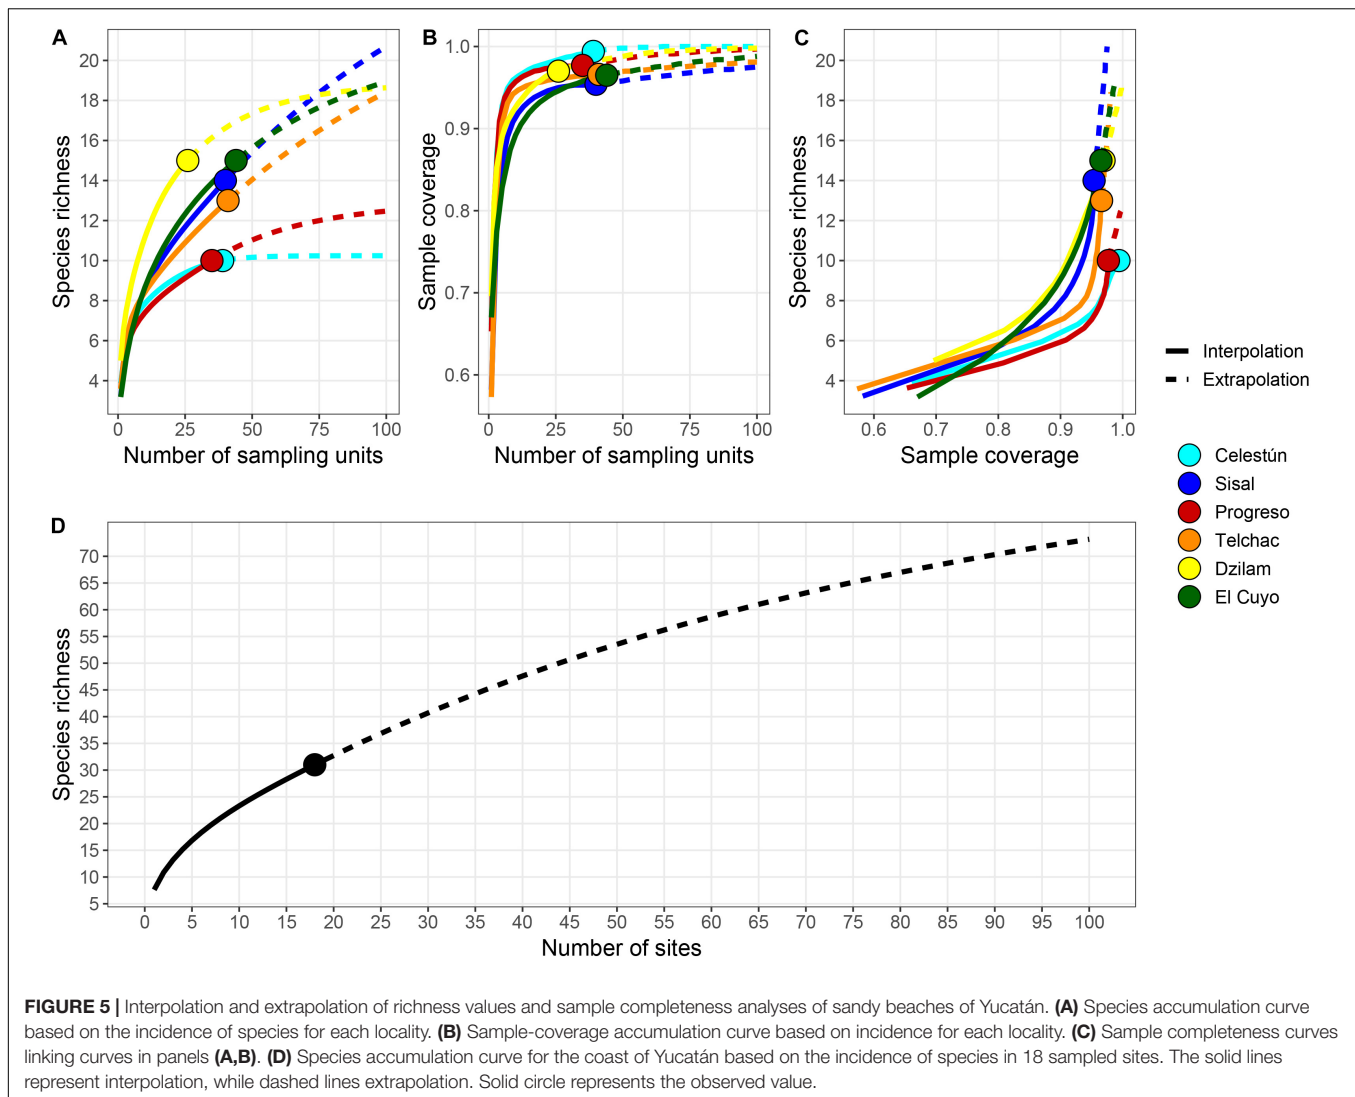 A
Species richness
20
18
16
14
12
10
8
6
4
0 25 50 75 100
Number of sampling units
B
Sample coverage
1.0
0.9
0.8
0.7
0.6
0 25 50 75 100
Number of sampling units
C
Species richness
20
18
16
14
12
10
8
6
4
0.6 0.7 0.8 0.9 1.0
Sample coverage
Interpolation
Extrapolation
Celestún
Sisal
Progreso
Telchac
Dzilam
El Cuyo
D
Species richness
70
65
60
55
50
45
40
35
30
25
20
15
10
5
0 5 10 15 20 25 30 35 40 45 50 55 60 65 70 75 80 85 90 95 100
Number of sites
FIGURE 5 | Interpolation and extrapolation of richness values and sample completeness analyses of sandy beaches of Yucatán. (A) Species accumulation curve
based on the incidence of species for each locality. (B) Sample-coverage accumulation curve based on incidence for each locality. (C) Sample completeness curves
linking curves in panels (A,B). (D) Species accumulation curve for the coast of Yucatán based on the incidence of species in 18 sampled sites. The solid lines
represent interpolation, while dashed lines extrapolation. Solid circle represents the observed value.